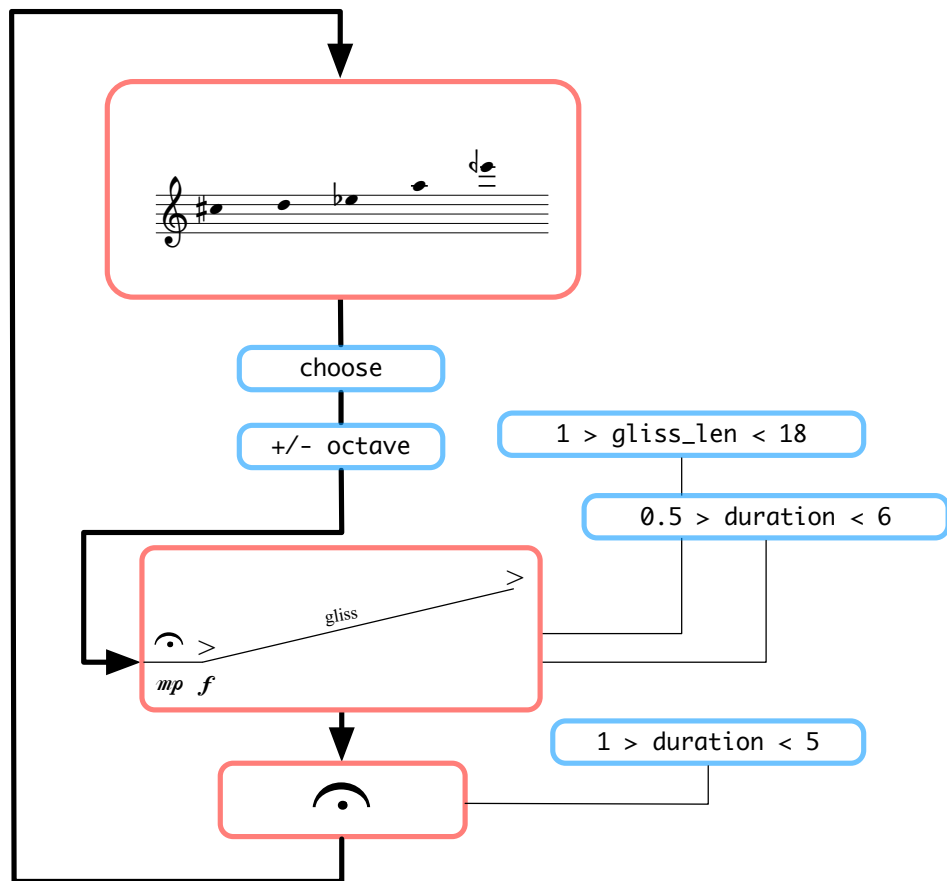 choose
+/- octave
1 > gliss_len < 18
0.5 > duration < 6
gliss
> >
mp f
1 > duration < 5